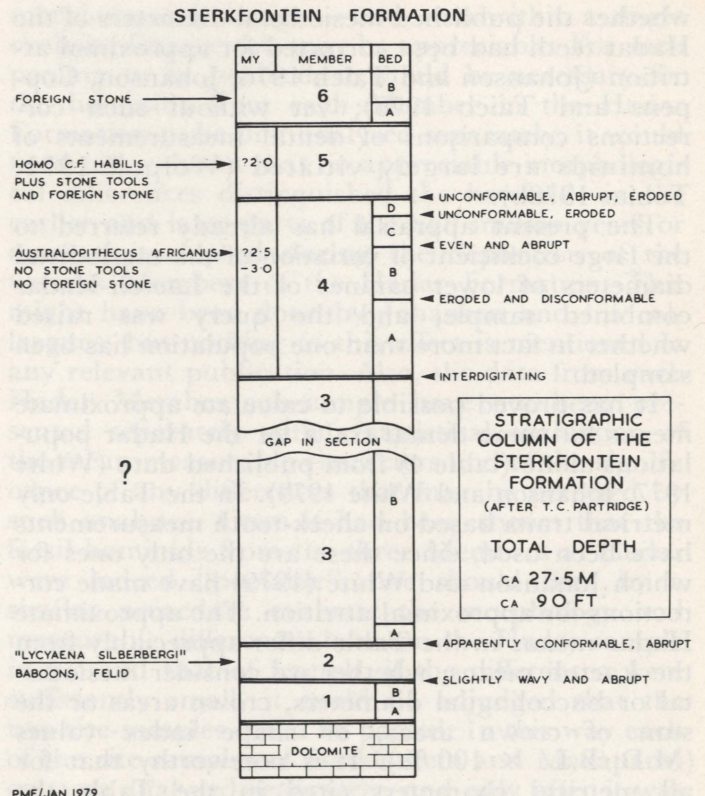 STERKFONTEIN FORMATION
MY MEMBER BED
FOREIGN STONE
6
B
A
HOMO C.F. HABILIS
PLUS STONE TOOLS
AND FOREIGN STONE
?2·0
5
UNCONFORMABLE, ABRUPT, ERODED
D
UNCONFORMABLE, ERODED
C
EVEN AND ABRUPT
AUSTRALOPITHECUS AFRICANUS
NO STONE TOOLS
NO FOREIGN STONE
?2·5
–3·0
4
B
ERODED AND DISCONFORMABLE
A
INTERDIGITATING
3
GAP IN SECTION
?
3
A
APPARENTLY CONFORMABLE, ABRUPT
"LYCYAENA SILBERBERGI"
BABOONS, FELID
2
SLIGHTLY WAVY AND ABRUPT
1
B
A
DOLOMITE
STRATIGRAPHIC
COLUMN OF THE
STERKFONTEIN
FORMATION
(AFTER T.C. PARTRIDGE)
TOTAL DEPTH
CA 27·5 M
CA 90 FT
PMF/JAN 1979